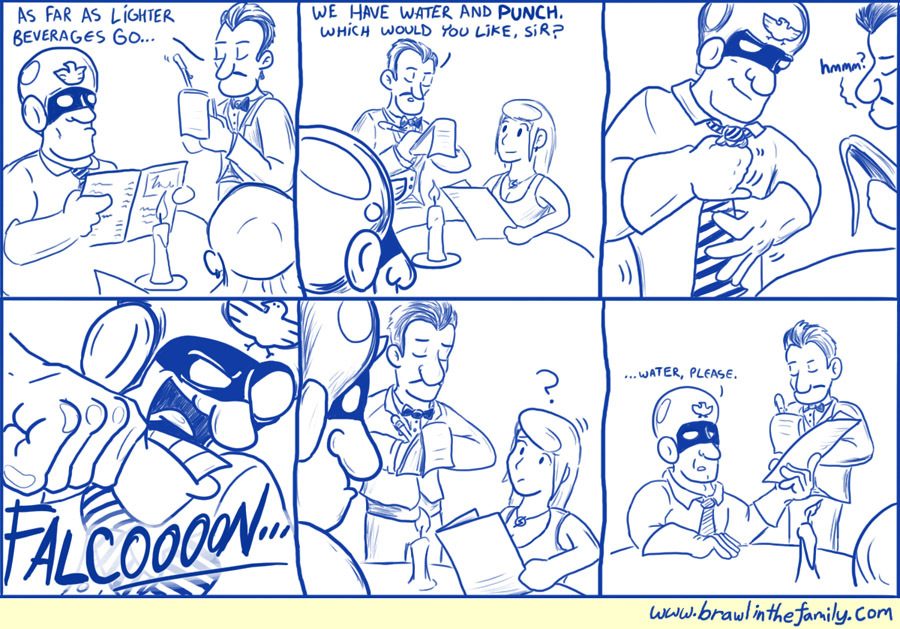 AS FAR AS LIGHTER
BEVERAGES GO...
WE HAVE WATER AND PUNCH.
WHICH WOULD YOU LIKE, SIR?
hmmm?
FALCOOOON...
?
...WATER, PLEASE.
www.brawlinthefamily.com